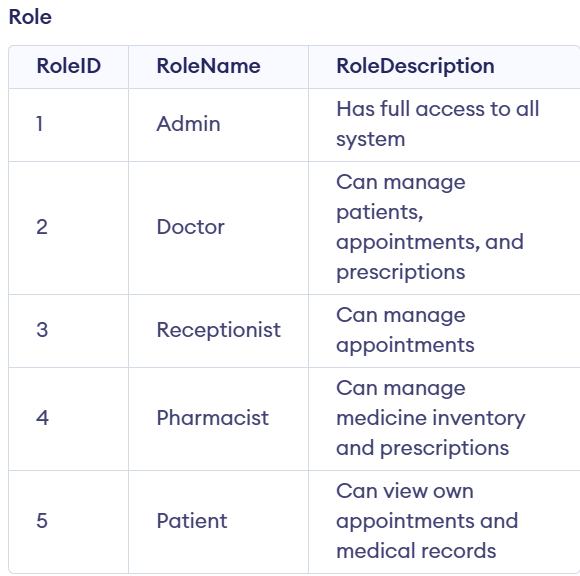 Role
RoleID RoleName RoleDescription
1 Admin Has full access to all
system
2 Doctor Can manage
patients,
appointments, and
prescriptions
3 Receptionist Can manage
appointments
4 Pharmacist Can manage
medicine inventory
and prescriptions
5 Patient Can view own
appointments and
medical records